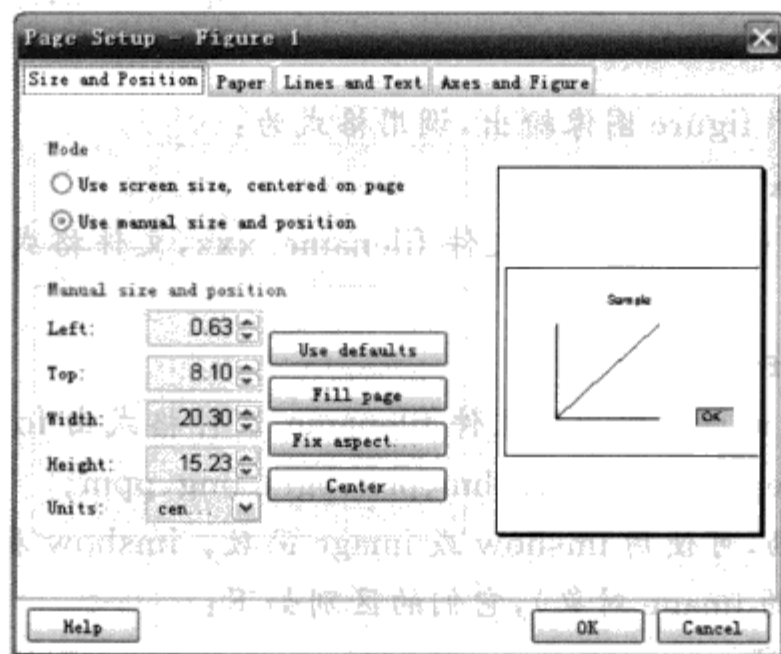 Page Setup - Figure 1
Size and Position Paper Lines and Text Axes and Figure
Mode
Use screen size, centered on page
Use manual size and position
Manual size and position
Left: 0.63
Top: 8.10
Width: 20.30
Height: 15.23
Units: cen...
Use defaults
Fill page
Fix aspect...
Center
Sample
OK
Help OK Cancel